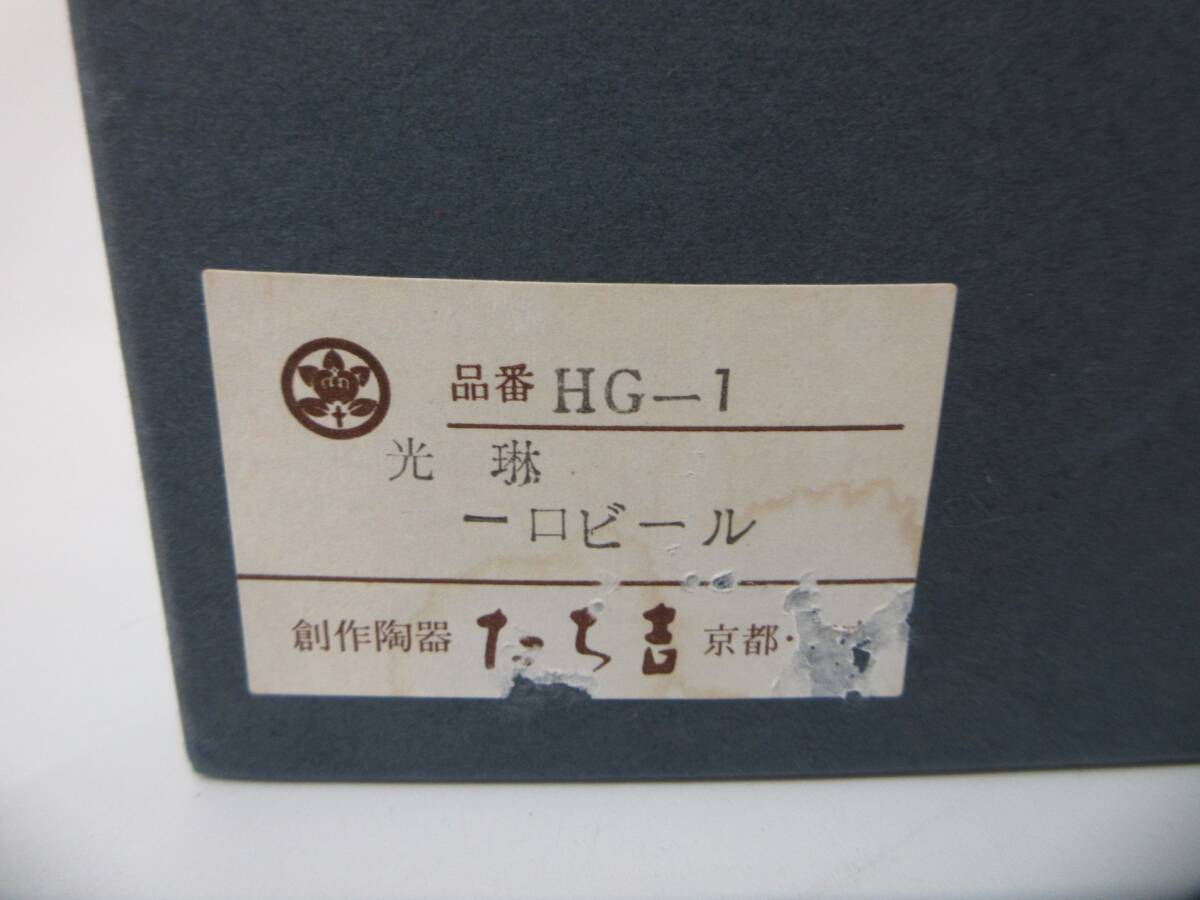 品番 HG-1
光琳
一口ビール
創作陶器 たち吉 京都・